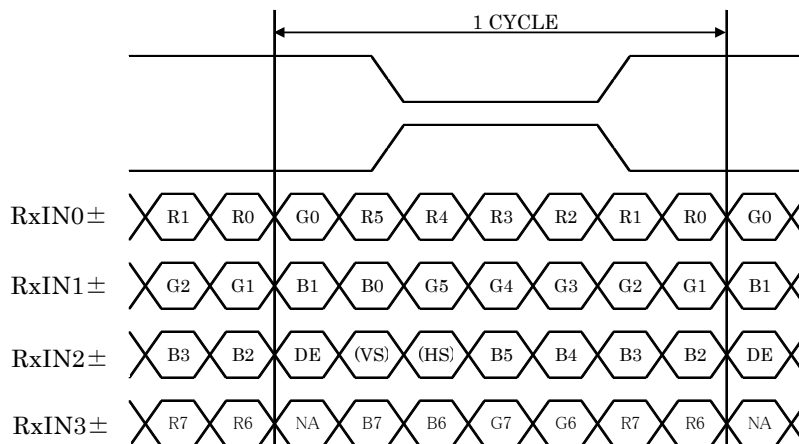 1 CYCLE
RxIN0± R1 R0 G0 R5 R4 R3 R2 R1 R0 G0
RxIN1± G2 G1 B1 B0 G5 G4 G3 G2 G1 B1
RxIN2± B3 B2 DE (VS) (HS) B5 B4 B3 B2 DE
RxIN3± R7 R6 NA B7 B6 G7 G6 R7 R6 NA